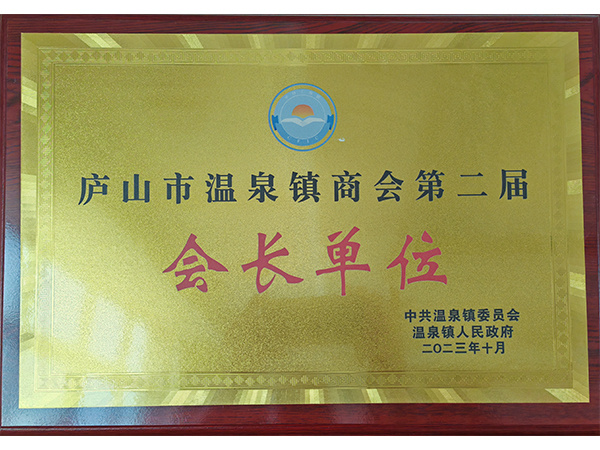 庐山市温泉镇商会第二届
会长单位
中共温泉镇委员会
温泉镇人民政府
二〇二三年十月